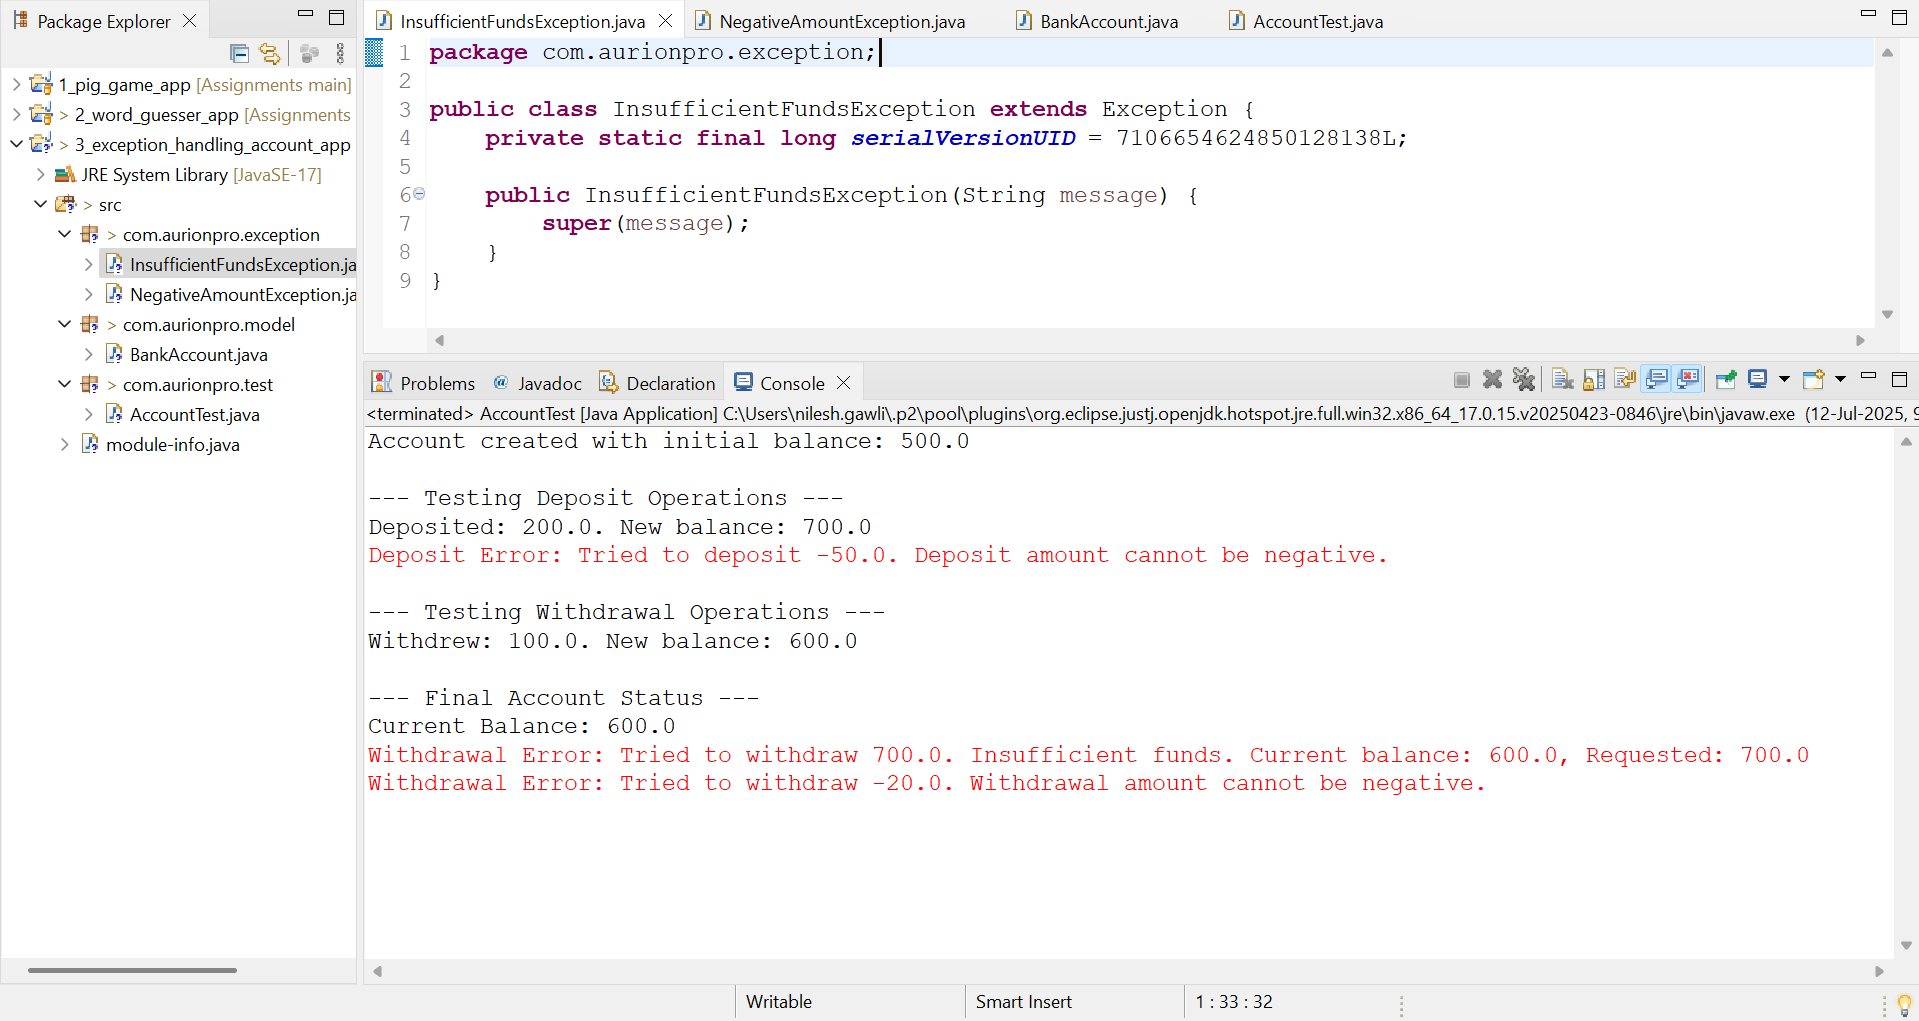 Package Explorer
1_pig_game_app [Assignments main]
> 2_word_guesser_app [Assignments
> 3_exception_handling_account_app
JRE System Library [JavaSE-17]
> src
> com.aurionpro.exception
InsufficientFundsException.ja
NegativeAmountException.ja
> com.aurionpro.model
BankAccount.java
> com.aurionpro.test
AccountTest.java
module-info.java
InsufficientFundsException.java NegativeAmountException.java BankAccount.java AccountTest.java
1 package com.aurionpro.exception;
2
3 public class InsufficientFundsException extends Exception {
4 private static final long serialVersionUID = 7106654624850128138L;
5
6 public InsufficientFundsException(String message) {
7 super(message);
8 }
9 }
Problems @ Javadoc Declaration Console
<terminated> AccountTest [Java Application] C:\Users\nilesh.gawli\.p2\pool\plugins\org.eclipse.justj.openjdk.hotspot.jre.full.win32.x86_64_17.0.15.v20250423-0846\jre\bin\javaw.exe (12-Jul-2025, 9
Account created with initial balance: 500.0
--- Testing Deposit Operations ---
Deposited: 200.0. New balance: 700.0
Deposit Error: Tried to deposit -50.0. Deposit amount cannot be negative.
--- Testing Withdrawal Operations ---
Withdrew: 100.0. New balance: 600.0
--- Final Account Status ---
Current Balance: 600.0
Withdrawal Error: Tried to withdraw 700.0. Insufficient funds. Current balance: 600.0, Requested: 700.0
Withdrawal Error: Tried to withdraw -20.0. Withdrawal amount cannot be negative.
Writable Smart Insert 1 : 33 : 32